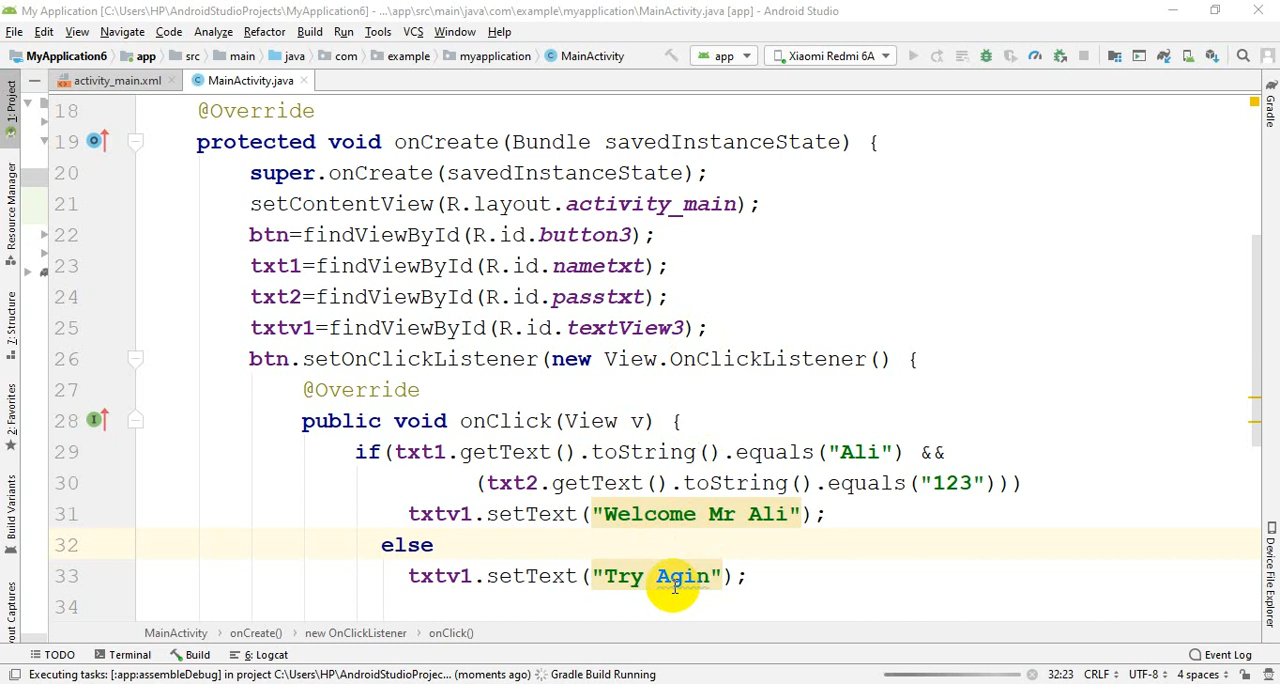 My Application [C:\Users\HP\AndroidStudioProjects\MyApplication6] - ...\app\src\main\java\com\example\myapplication\MainActivity.java [app] - Android Studio
File Edit View Navigate Code Analyze Refactor Build Run Tools VCS Window Help
MyApplication6 app src main java com example myapplication MainActivity app Xiaomi Redmi 6A
activity_main.xml MainActivity.java
1: Project
Resource Manager
7: Structure
2: Favorites
Build Variants
out Captures
18 @Override
19 protected void onCreate(Bundle savedInstanceState) {
20 super.onCreate(savedInstanceState);
21 setContentView(R.layout.activity_main);
22 btn=findViewById(R.id.button3);
23 txt1=findViewById(R.id.nametxt);
24 txt2=findViewById(R.id.passtxt);
25 txtv1=findViewById(R.id.textView3);
26 btn.setOnClickListener(new View.OnClickListener() {
27 @Override
28 public void onClick(View v) {
29 if(txt1.getText().toString().equals("Ali") &&
30 (txt2.getText().toString().equals("123")))
31 txtv1.setText("Welcome Mr Ali");
32 else
33 txtv1.setText("Try Agin");
34
Gradle
Device File Explorer
MainActivity onCreate() new OnClickListener onClick()
TODO Terminal Build 6: Logcat Event Log
Executing tasks: [:app:assembleDebug] in project C:\Users\HP\AndroidStudioProjec... (moments ago) Gradle Build Running 32:23 CRLF UTF-8 4 spaces